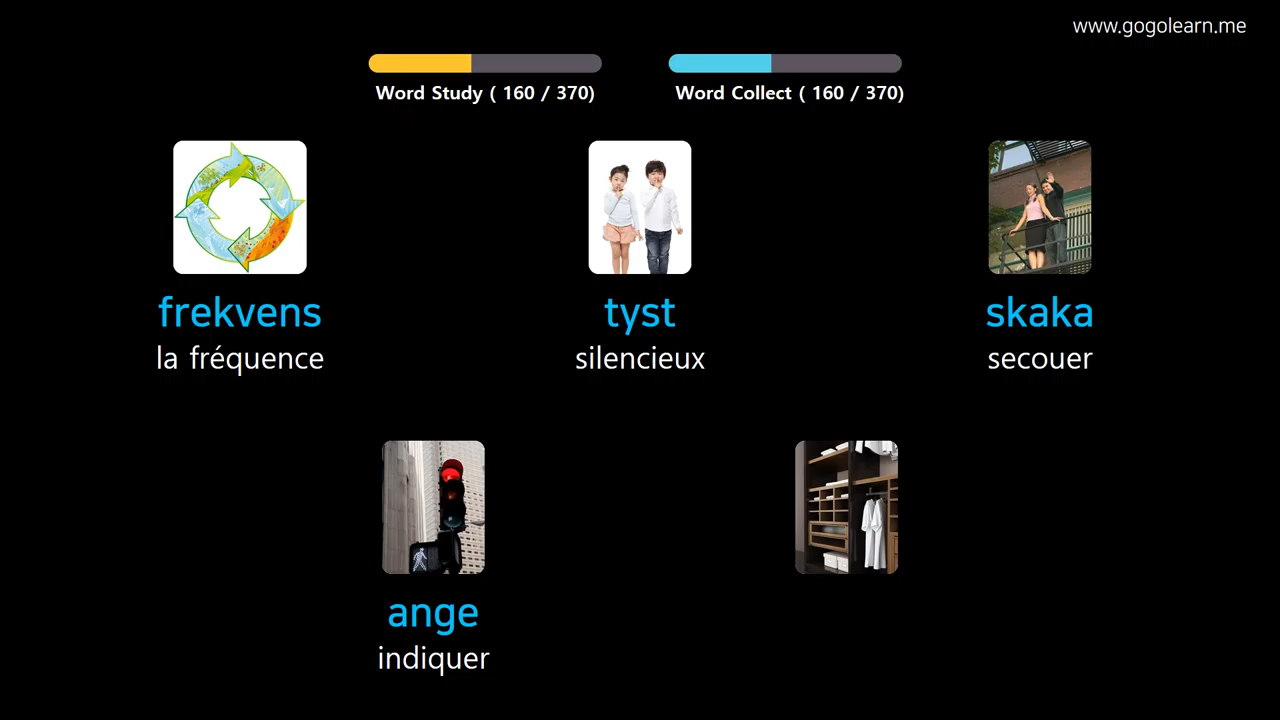 www.gogolearn.me
Word Study ( 160 / 370)
Word Collect ( 160 / 370)
frekvens
la fréquence
tyst
silencieux
skaka
secouer
ange
indiquer